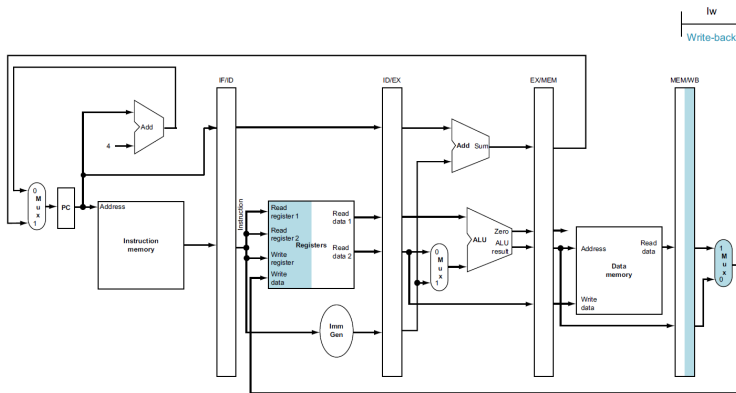 lw
Write-back
IF/ID
ID/EX
EX/MEM
MEM/WB
Add
4
Add Sum
0
M
u
x
1
PC
Address
Instruction
memory
Instruction
Read
register 1
Read
register 2
Registers
Write
register
Write
data
Read
data 1
Read
data 2
Imm
Gen
0
M
u
x
1
Zero
ALU
ALU
result
Address
Read
data
Data
memory
Write
data
1
M
u
x
0